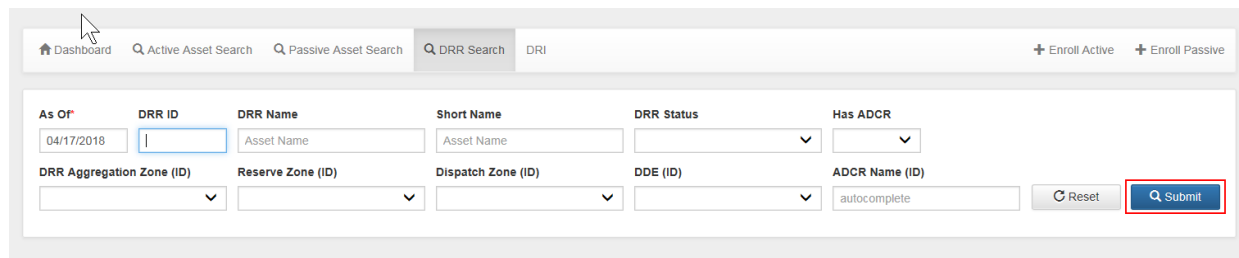 Dashboard Active Asset Search Passive Asset Search DRR Search DRI + Enroll Active + Enroll Passive
As Of* DRR ID DRR Name Short Name DRR Status Has ADCR
04/17/2018 Asset Name Asset Name
DRR Aggregation Zone (ID) Reserve Zone (ID) Dispatch Zone (ID) DDE (ID) ADCR Name (ID)
autocomplete Reset Submit